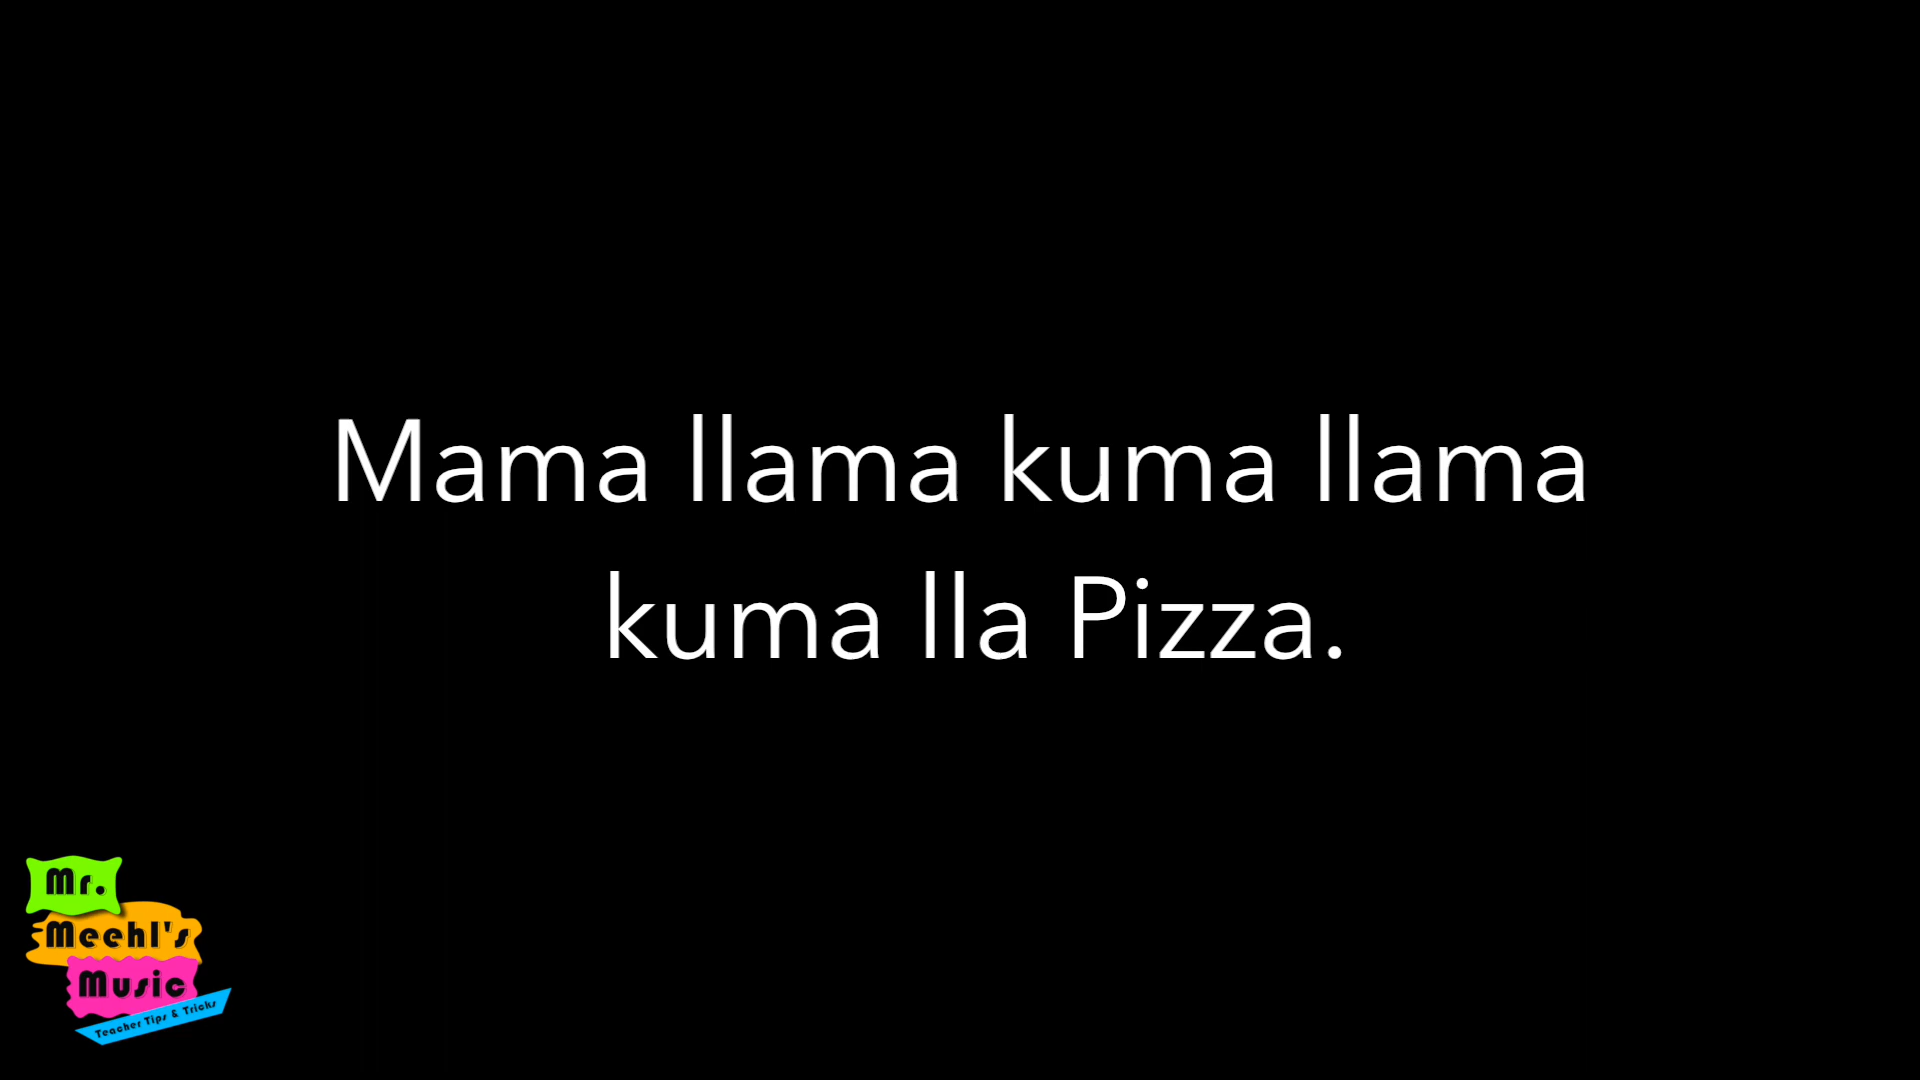 Mama llama kuma llama
kuma lla Pizza.
Mr.
Meehl's
Music
Teacher Tips & Tricks